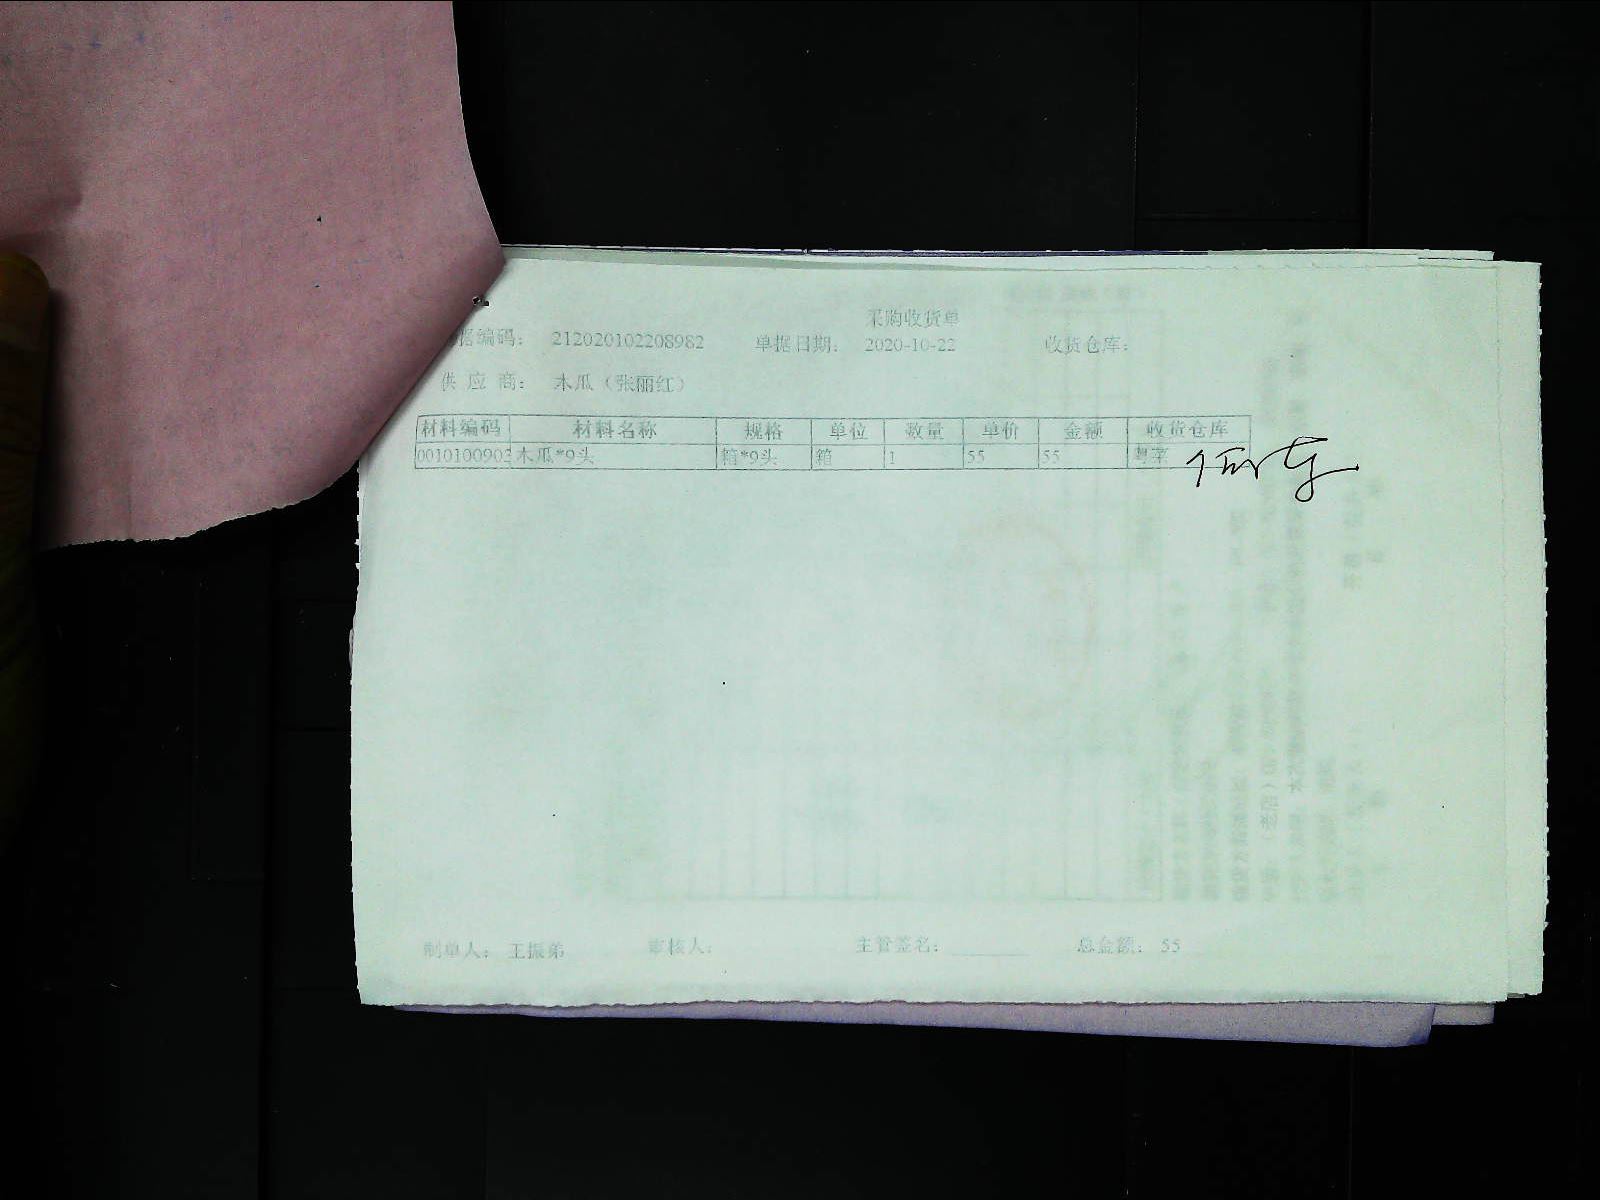 采购收货单
据编码： 212020102208982 单据日期： 2020-10-22 收货仓库：
供 应 商： 木瓜（张丽红）
材料编码 材料名称 规格 单位 数量 单价 金额 收货仓库
0010100902 木瓜*9头 箱*9头 箱 1 55 55 粤菜
制单人： 王振弟 审核人： 主管签名： 总金额： 55